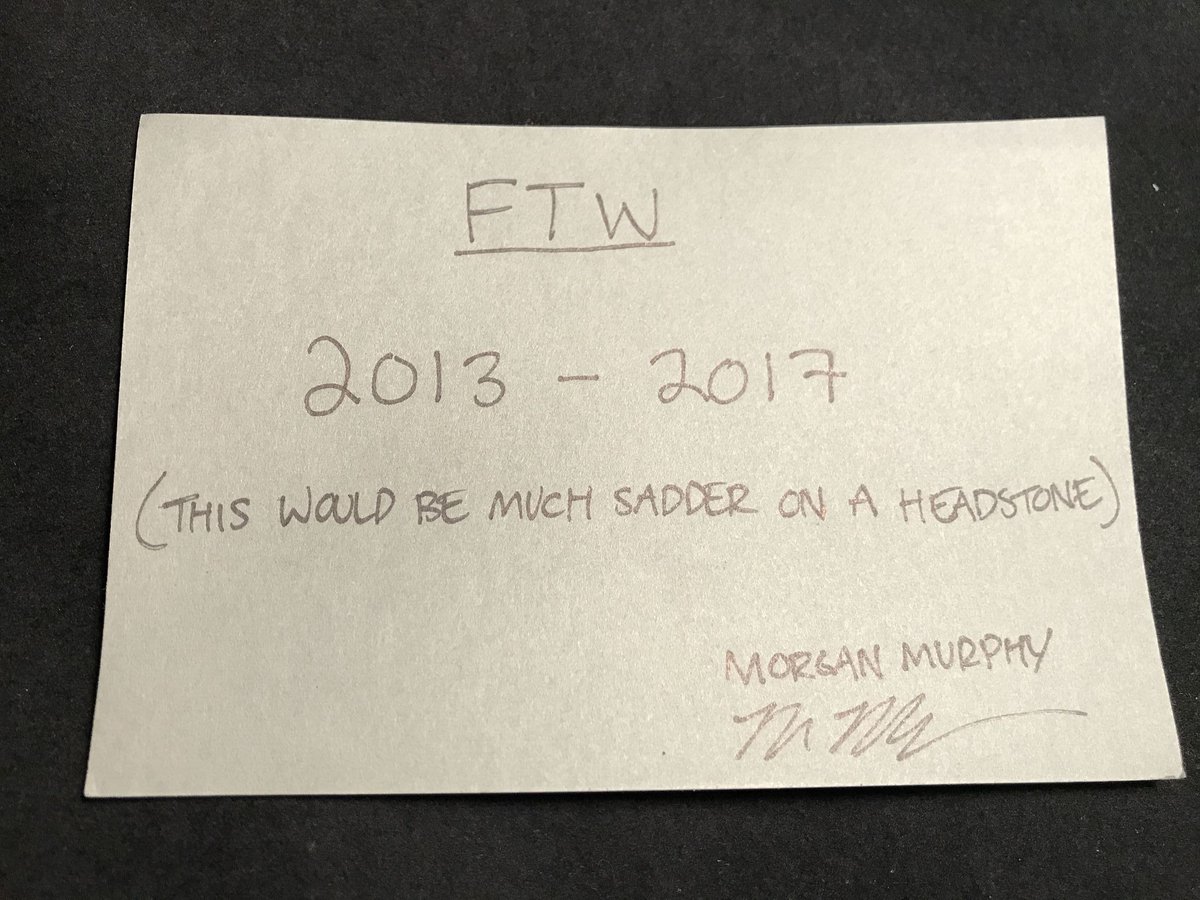 FTW
2013 - 2017
(THIS WOULD BE MUCH SADDER ON A HEADSTONE)
MORGAN MURPHY